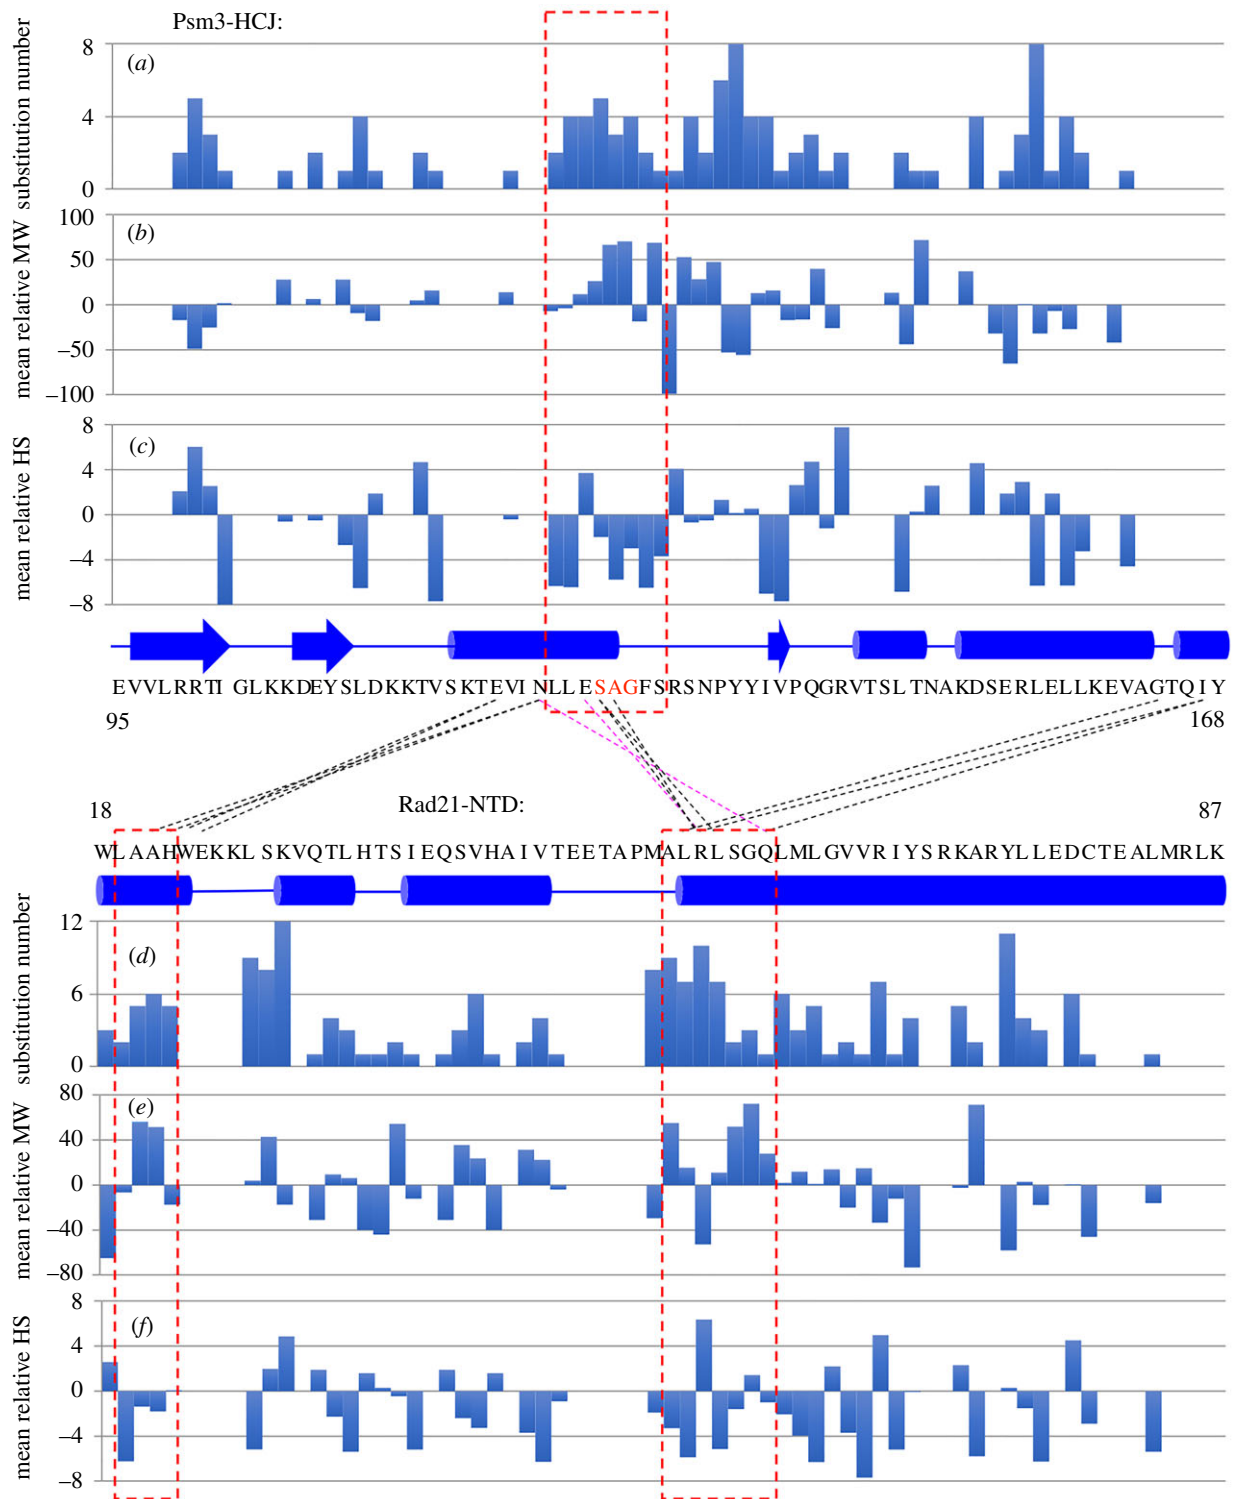 Psm3-HCJ:
substitution number
8
4
0
(a)
mean relative MW
100
50
0
−50
−100
(b)
mean relative HS
8
4
0
−4
−8
(c)
EVVLRRTI GLKKDEYSLDKKTVSKTEVI NLLESAGFSRSNPYYIVPQGRVTSLTNAKDSERLELLKEVAGTQIY
95
168
18
Rad21-NTD:
87
WLAAHWEKKLSKVQTLHTSIEQSVHAIVTEETAPMALRLSGQLMLGVVRIYSRKARYLLEDCTEALMRLK
substitution number
12
6
0
(d)
mean relative MW
80
40
0
−40
−80
(e)
mean relative HS
8
4
0
−4
−8
(f)